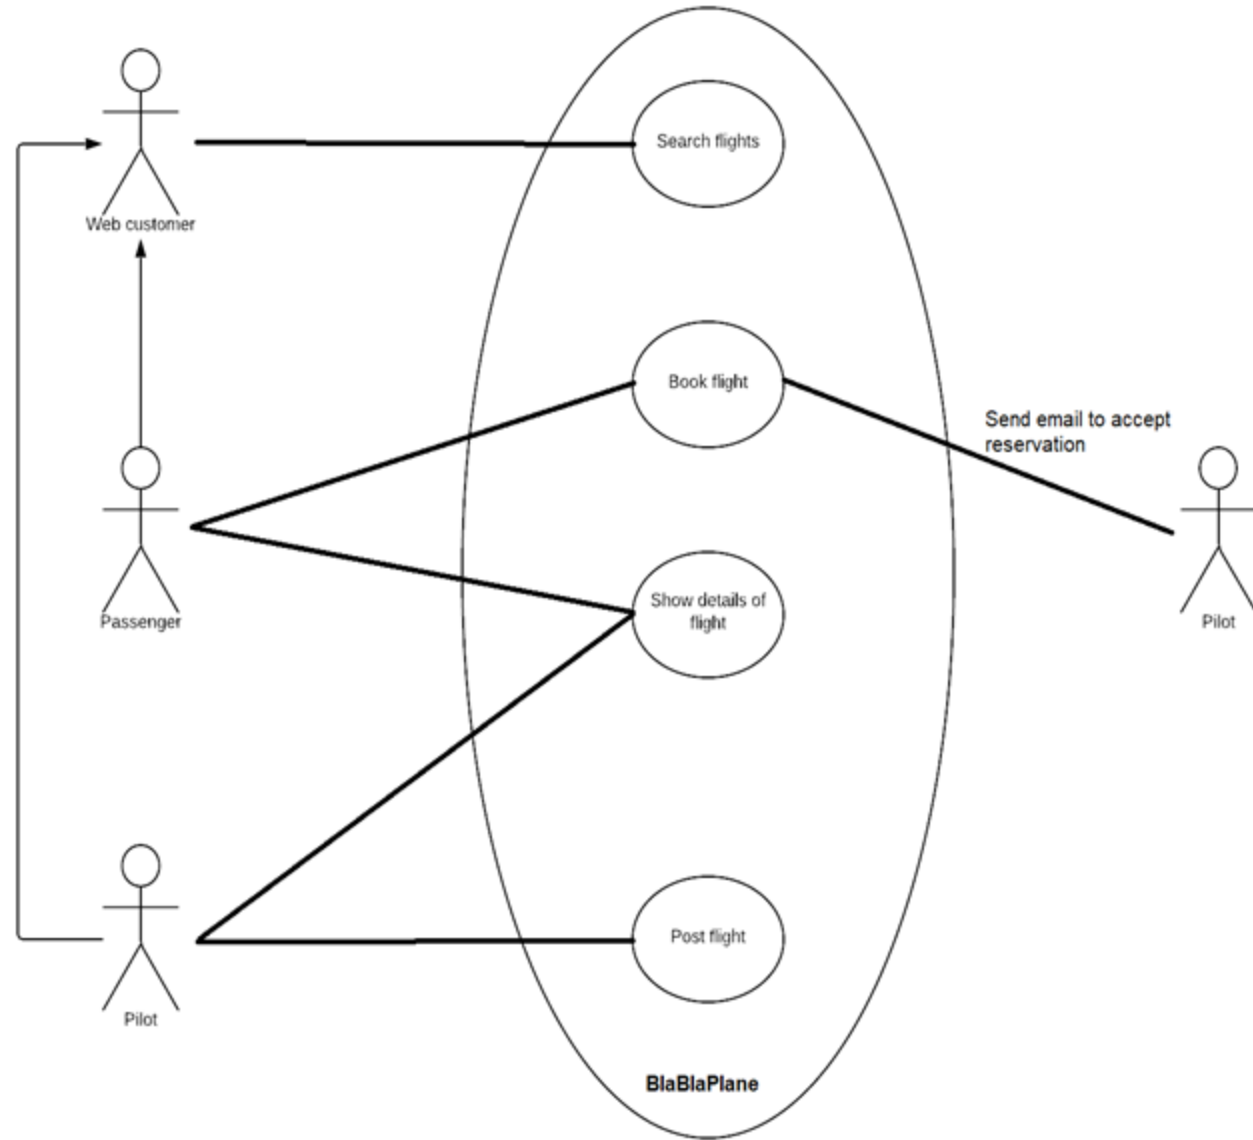 Search flights
Web customer
Book flight
Send email to accept
reservation
Show details of
flight
Passenger
Pilot
Post flight
Pilot
BlaBlaPlane